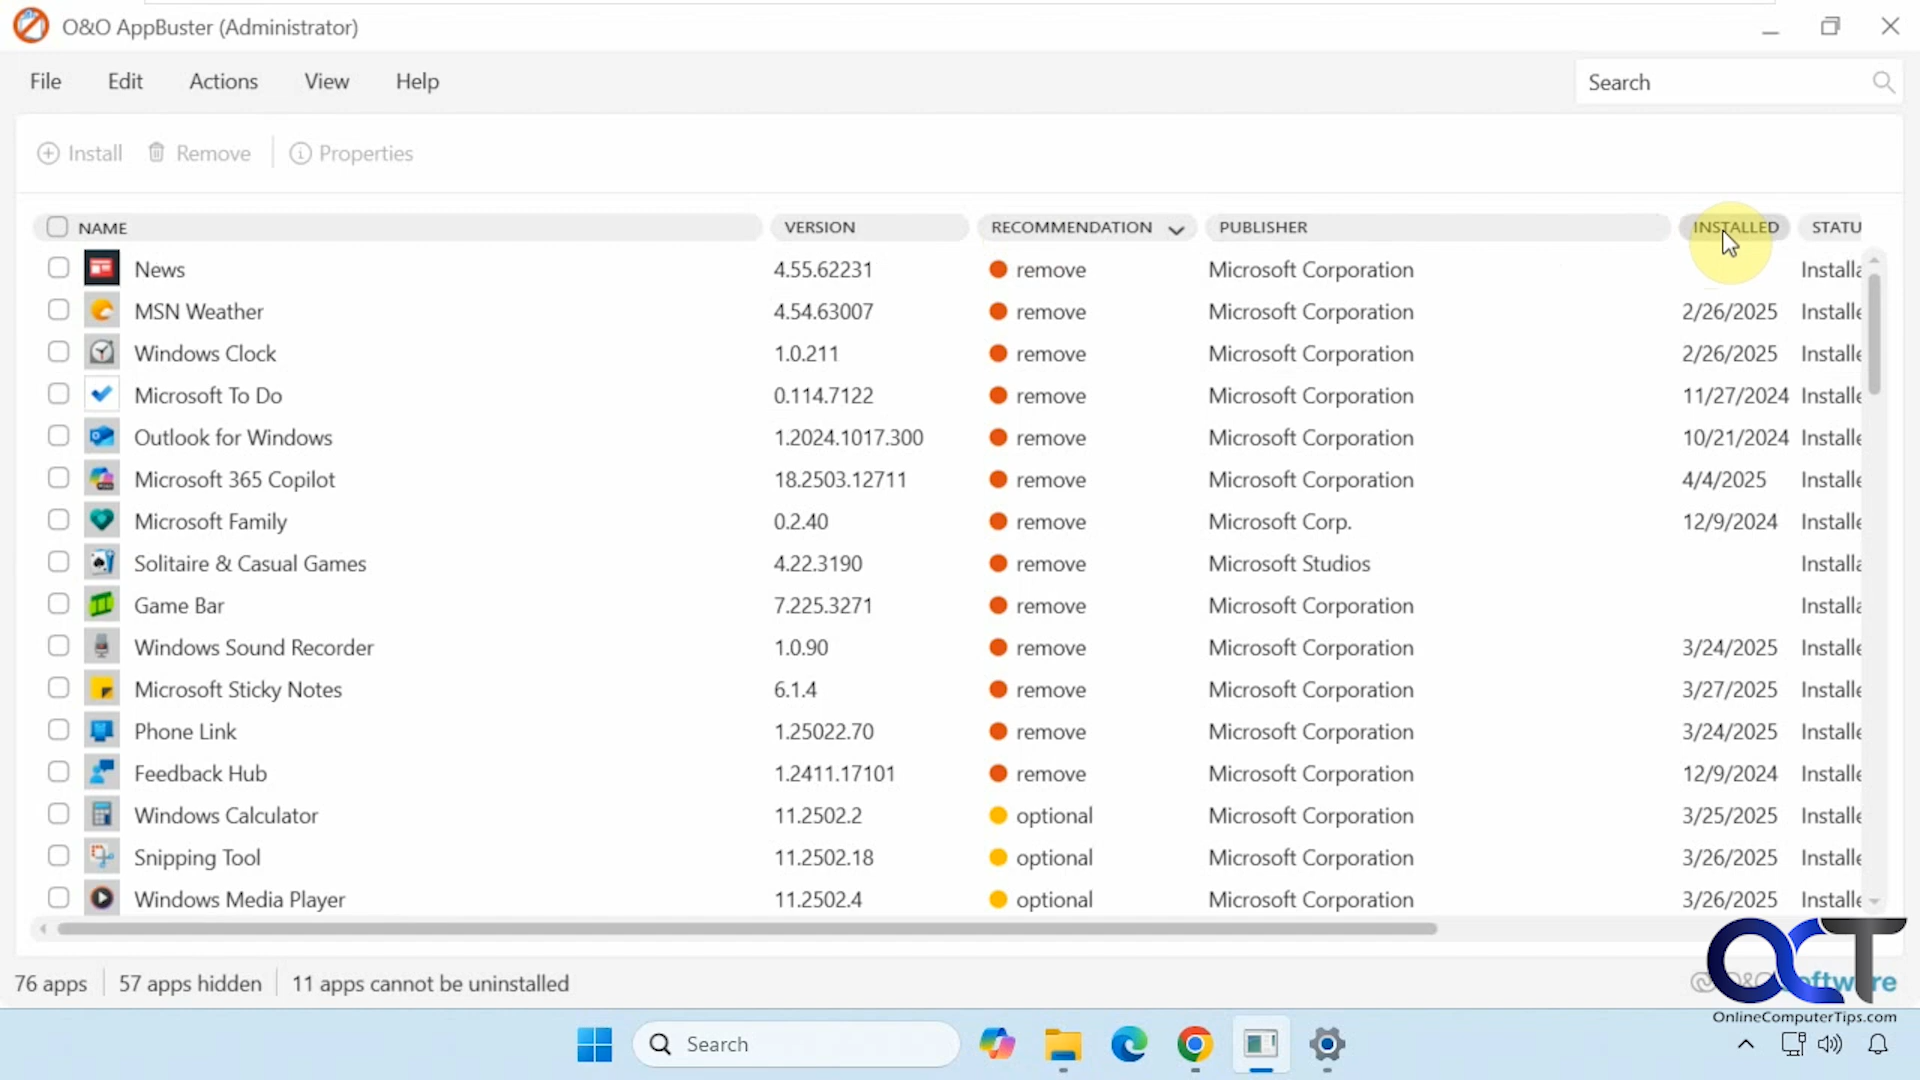 O&O AppBuster (Administrator)
File Edit Actions View Help Search
Install Remove Properties
NAME VERSION RECOMMENDATION PUBLISHER INSTALLED STATU
News 4.55.62231 remove Microsoft Corporation Installa
MSN Weather 4.54.63007 remove Microsoft Corporation 2/26/2025 Installe
Windows Clock 1.0.211 remove Microsoft Corporation 2/26/2025 Installe
Microsoft To Do 0.114.7122 remove Microsoft Corporation 11/27/2024 Installe
Outlook for Windows 1.2024.1017.300 remove Microsoft Corporation 10/21/2024 Installe
Microsoft 365 Copilot 18.2503.12711 remove Microsoft Corporation 4/4/2025 Installe
Microsoft Family 0.2.40 remove Microsoft Corp. 12/9/2024 Installe
Solitaire & Casual Games 4.22.3190 remove Microsoft Studios Installa
Game Bar 7.225.3271 remove Microsoft Corporation Installa
Windows Sound Recorder 1.0.90 remove Microsoft Corporation 3/24/2025 Installe
Microsoft Sticky Notes 6.1.4 remove Microsoft Corporation 3/27/2025 Installe
Phone Link 1.25022.70 remove Microsoft Corporation 3/24/2025 Installe
Feedback Hub 1.2411.17101 remove Microsoft Corporation 12/9/2024 Installe
Windows Calculator 11.2502.2 optional Microsoft Corporation 3/25/2025 Installe
Snipping Tool 11.2502.18 optional Microsoft Corporation 3/26/2025 Installe
Windows Media Player 11.2502.4 optional Microsoft Corporation 3/26/2025 Installe
76 apps 57 apps hidden 11 apps cannot be uninstalled
OCT
OnlineComputerTips.com
Search